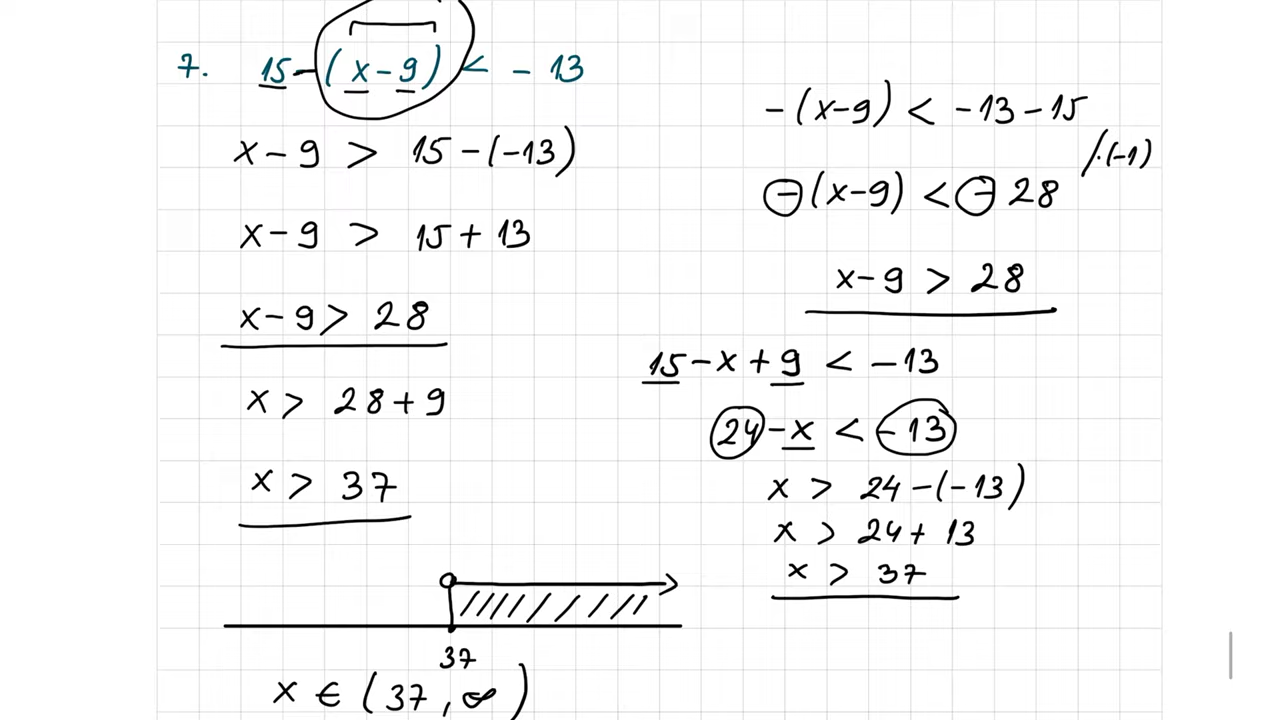 7. 15-(x-9) < -13
x-9 > 15-(-13)
x-9 > 15+13
x-9 > 28
x > 28+9
x > 37
37
x ∈ (37, ∞)
-(x-9) < -13-15
-(x-9) < -28 /·(-1)
x-9 > 28
15-x+9 < -13
24-x < -13
x > 24-(-13)
x > 24+13
x > 37